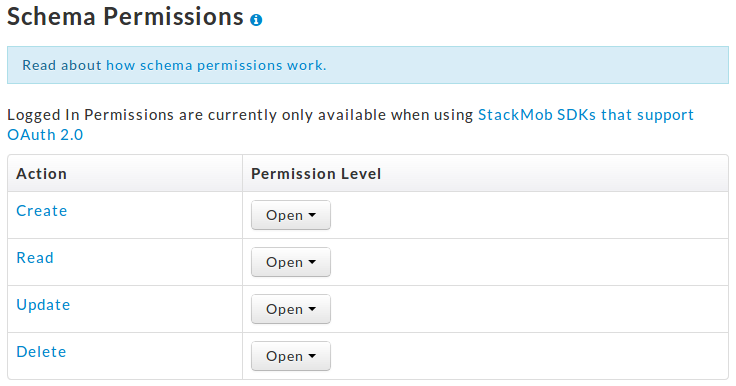 Schema Permissions
Read about how schema permissions work.
Logged In Permissions are currently only available when using StackMob SDKs that support
OAuth 2.0
Action Permission Level
Create Open
Read Open
Update Open
Delete Open